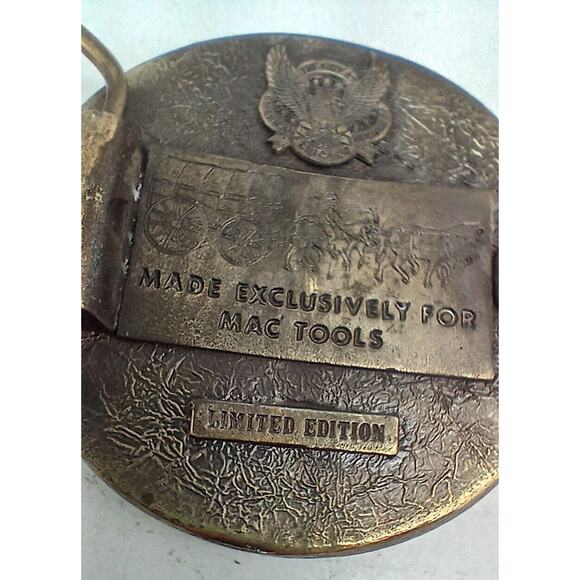 MADE EXCLUSIVELY FOR
MAC TOOLS
LIMITED EDITION